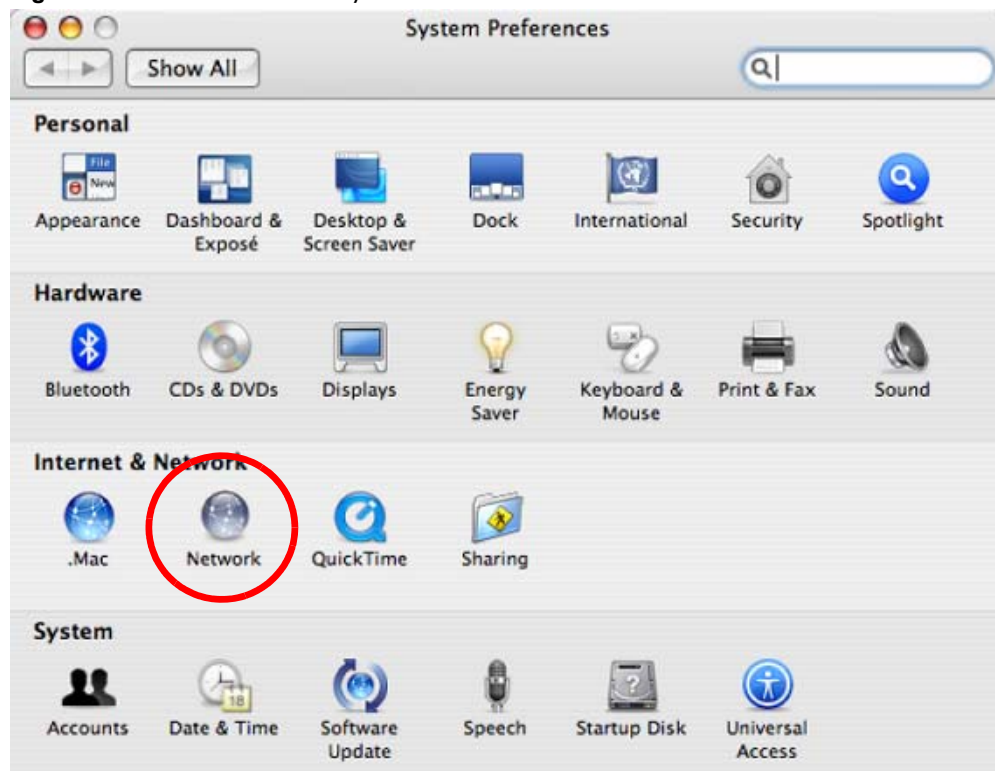 System Preferences
Show All
Personal
File
New
Appearance
Dashboard & Exposé
Desktop & Screen Saver
Dock
International
Security
Spotlight
Hardware
Bluetooth
CDs & DVDs
Displays
Energy Saver
Keyboard & Mouse
Print & Fax
Sound
Internet & Network
.Mac
Network
QuickTime
Sharing
System
18
?
Accounts
Date & Time
Software Update
Speech
Startup Disk
Universal Access